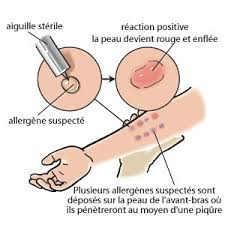 aiguille stérile
réaction positive
la peau devient rouge et enflée
allergène suspecté
Plusieurs allergènes suspectés sont
déposés sur la peau de l'avant-bras où
ils pénètreront au moyen d'une piqûre